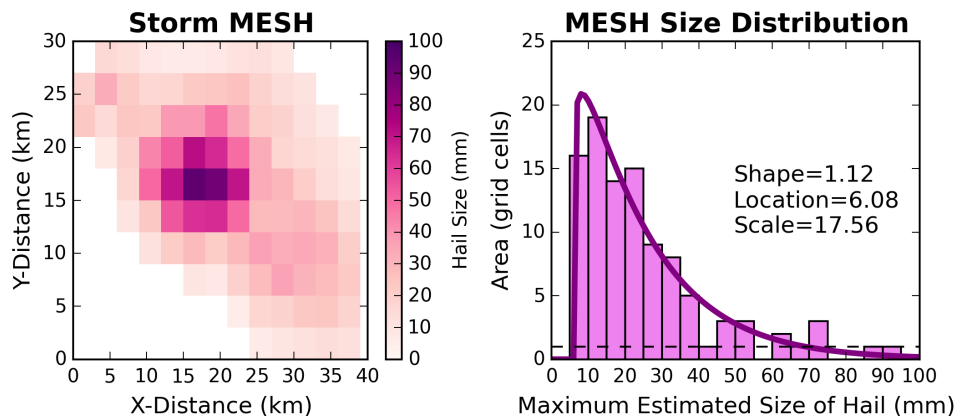 Storm MESH
30
25
20
15
10
5
0
Y-Distance (km)
0 5 10 15 20 25 30 35 40
X-Distance (km)
100
90
80
70
60
50
40
30
20
10
0
Hail Size (mm)
MESH Size Distribution
25
20
15
10
5
0
Area (grid cells)
Shape=1.12
Location=6.08
Scale=17.56
0 10 20 30 40 50 60 70 80 90 100
Maximum Estimated Size of Hail (mm)